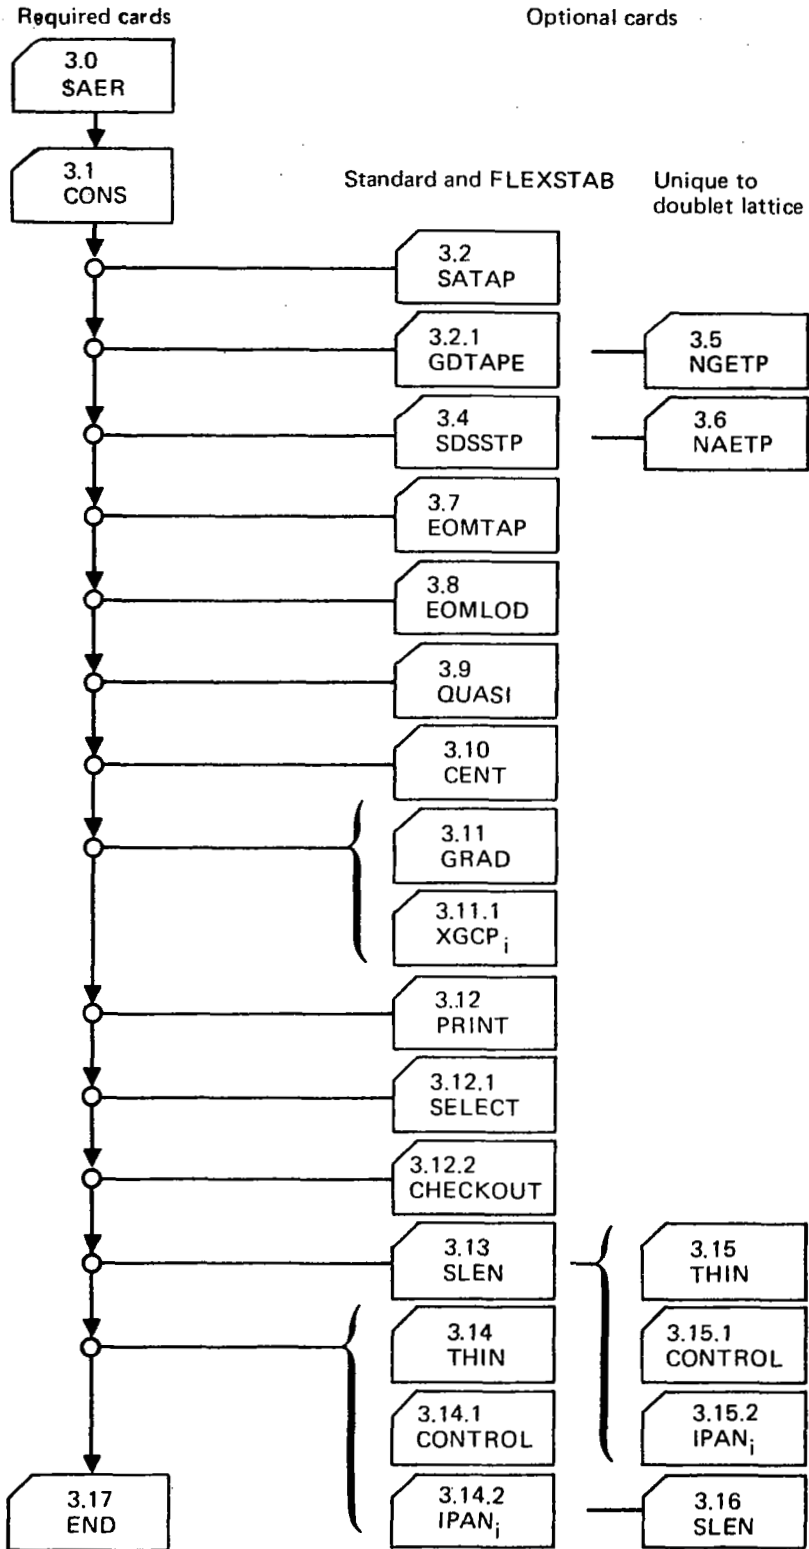 Required cards
Optional cards
3.0
$AER
3.1
CONS
Standard and FLEXSTAB
Unique to
doublet lattice
3.2
SATAP
3.2.1
GDTAPE
3.5
NGETP
3.4
SDSSTP
3.6
NAETP
3.7
EOMTAP
3.8
EOMLOD
3.9
QUASI
3.10
CENT
3.11
GRAD
3.11.1
XGCPi
3.12
PRINT
3.12.1
SELECT
3.12.2
CHECKOUT
3.13
SLEN
3.15
THIN
3.14
THIN
3.15.1
CONTROL
3.14.1
CONTROL
3.15.2
IPANi
3.17
END
3.14.2
IPANi
3.16
SLEN